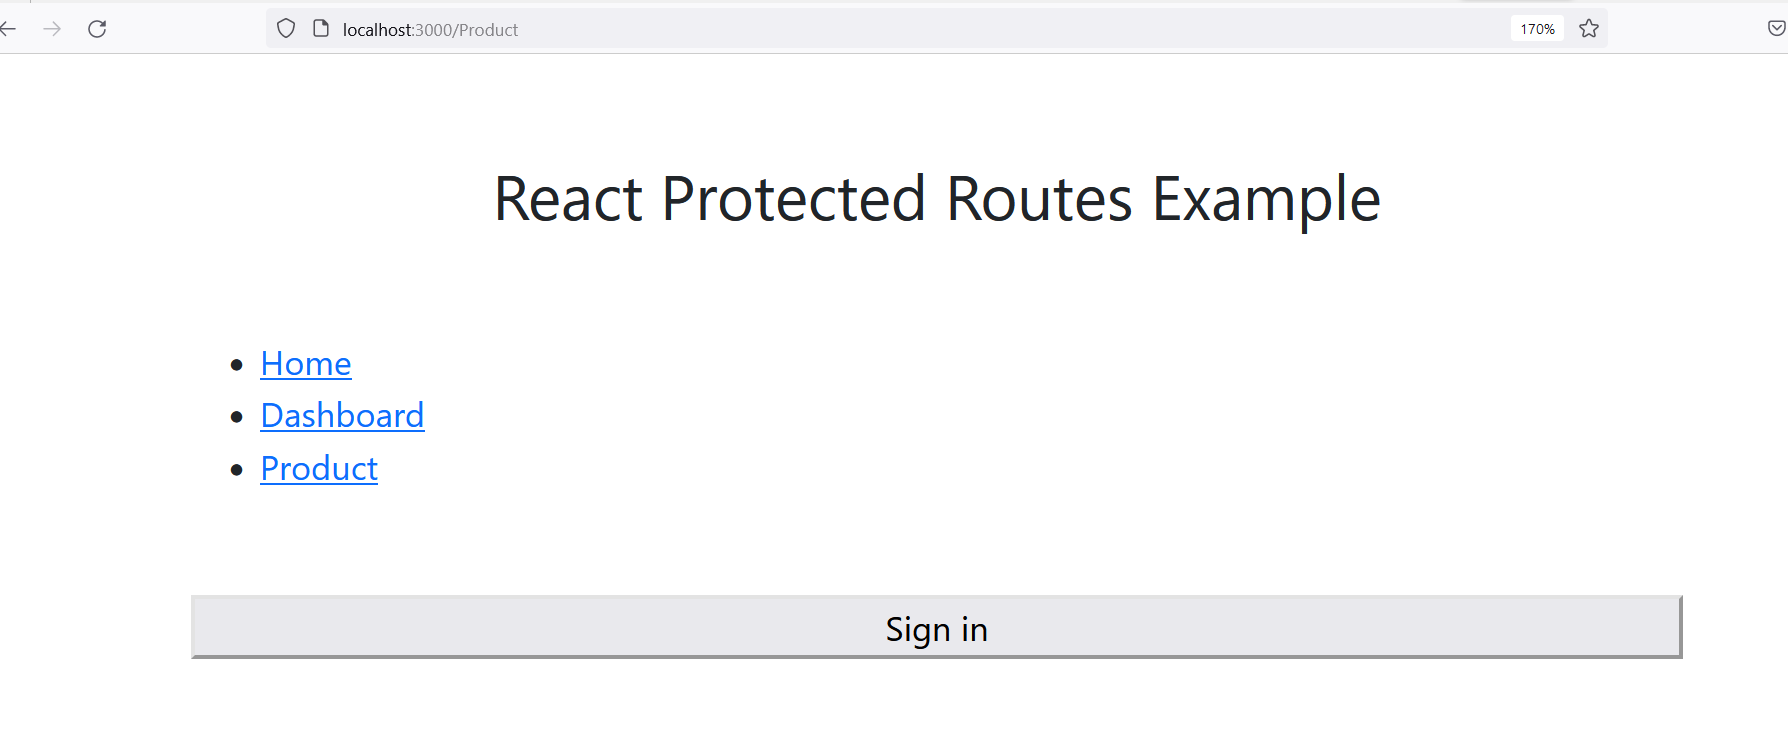 localhost:3000/Product 170%
React Protected Routes Example
Home
Dashboard
Product
Sign in